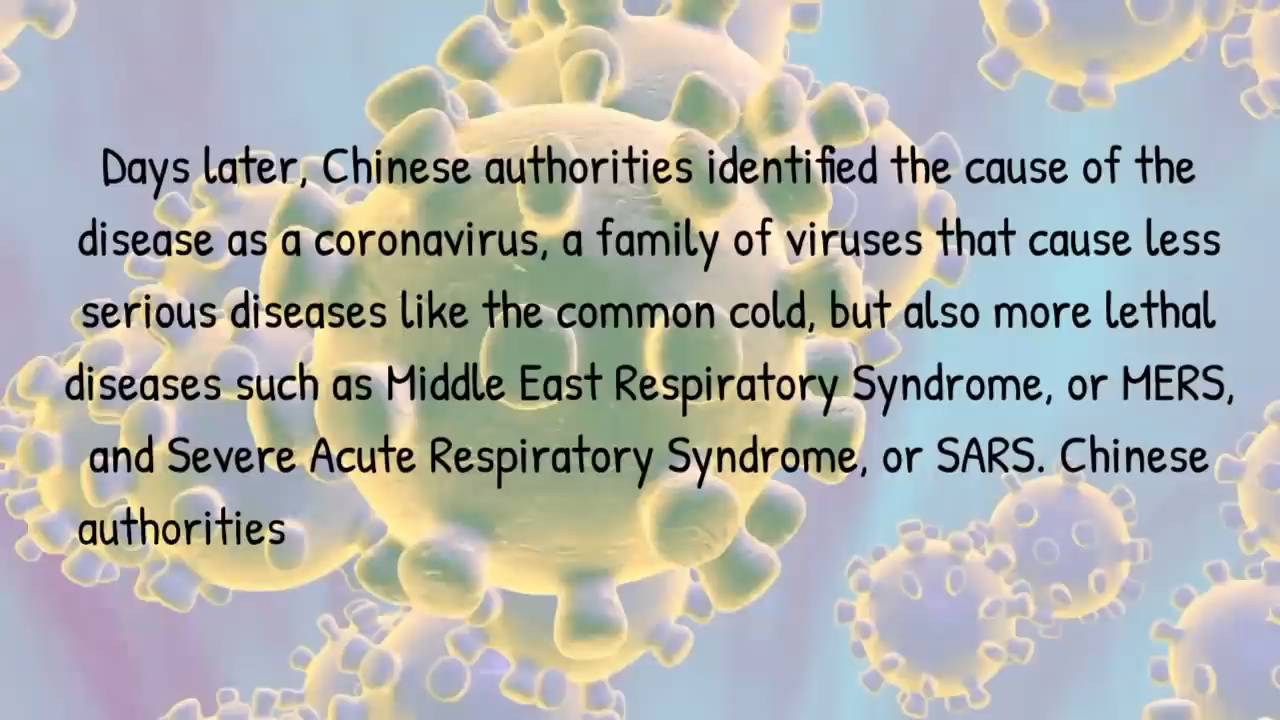 Days later, Chinese authorities identified the cause of the
disease as a coronavirus, a family of viruses that cause less
serious diseases like the common cold, but also more lethal
diseases such as Middle East Respiratory Syndrome, or MERS,
and Severe Acute Respiratory Syndrome, or SARS. Chinese
authorities